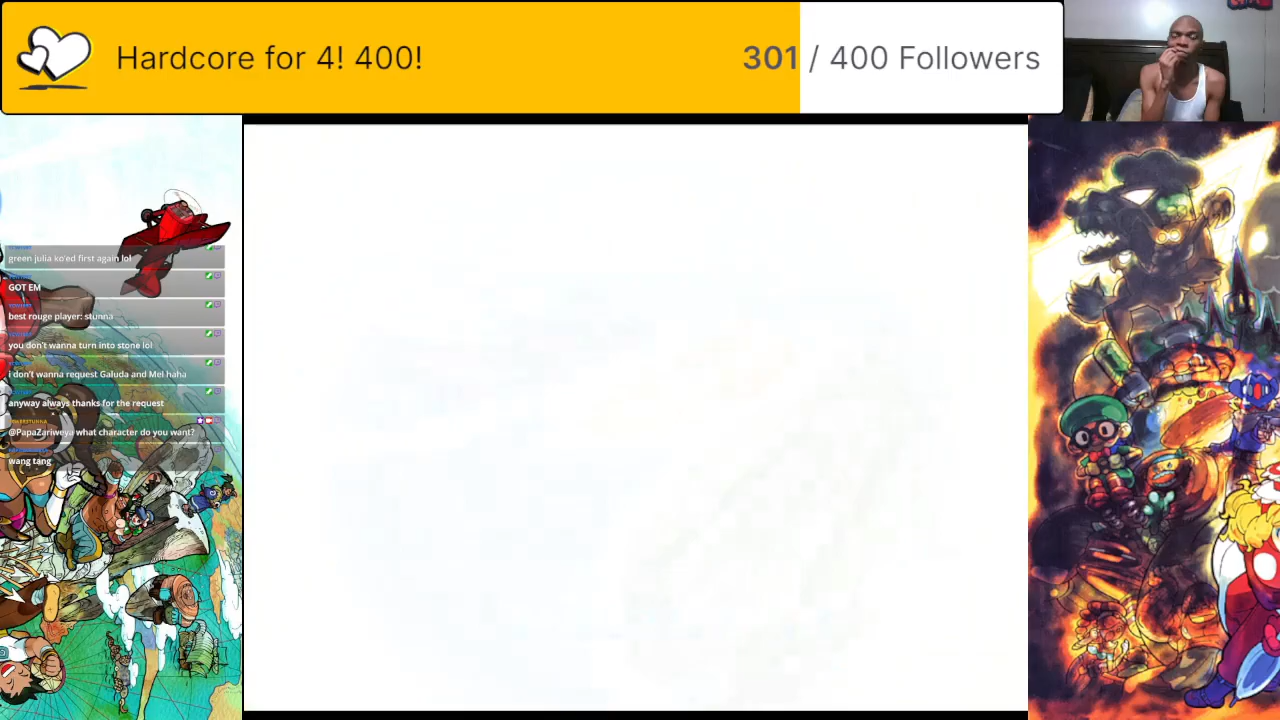 Hardcore for 4! 400!
301 / 400 Followers
green julia ko'ed first again lol
GOT EM
best rouge player: stunna
you don't wanna turn into stone lol
i don't wanna request Galuda and Mel haha
anyway always thanks for the request
@PapaZariweya what character do you want?
wang tang